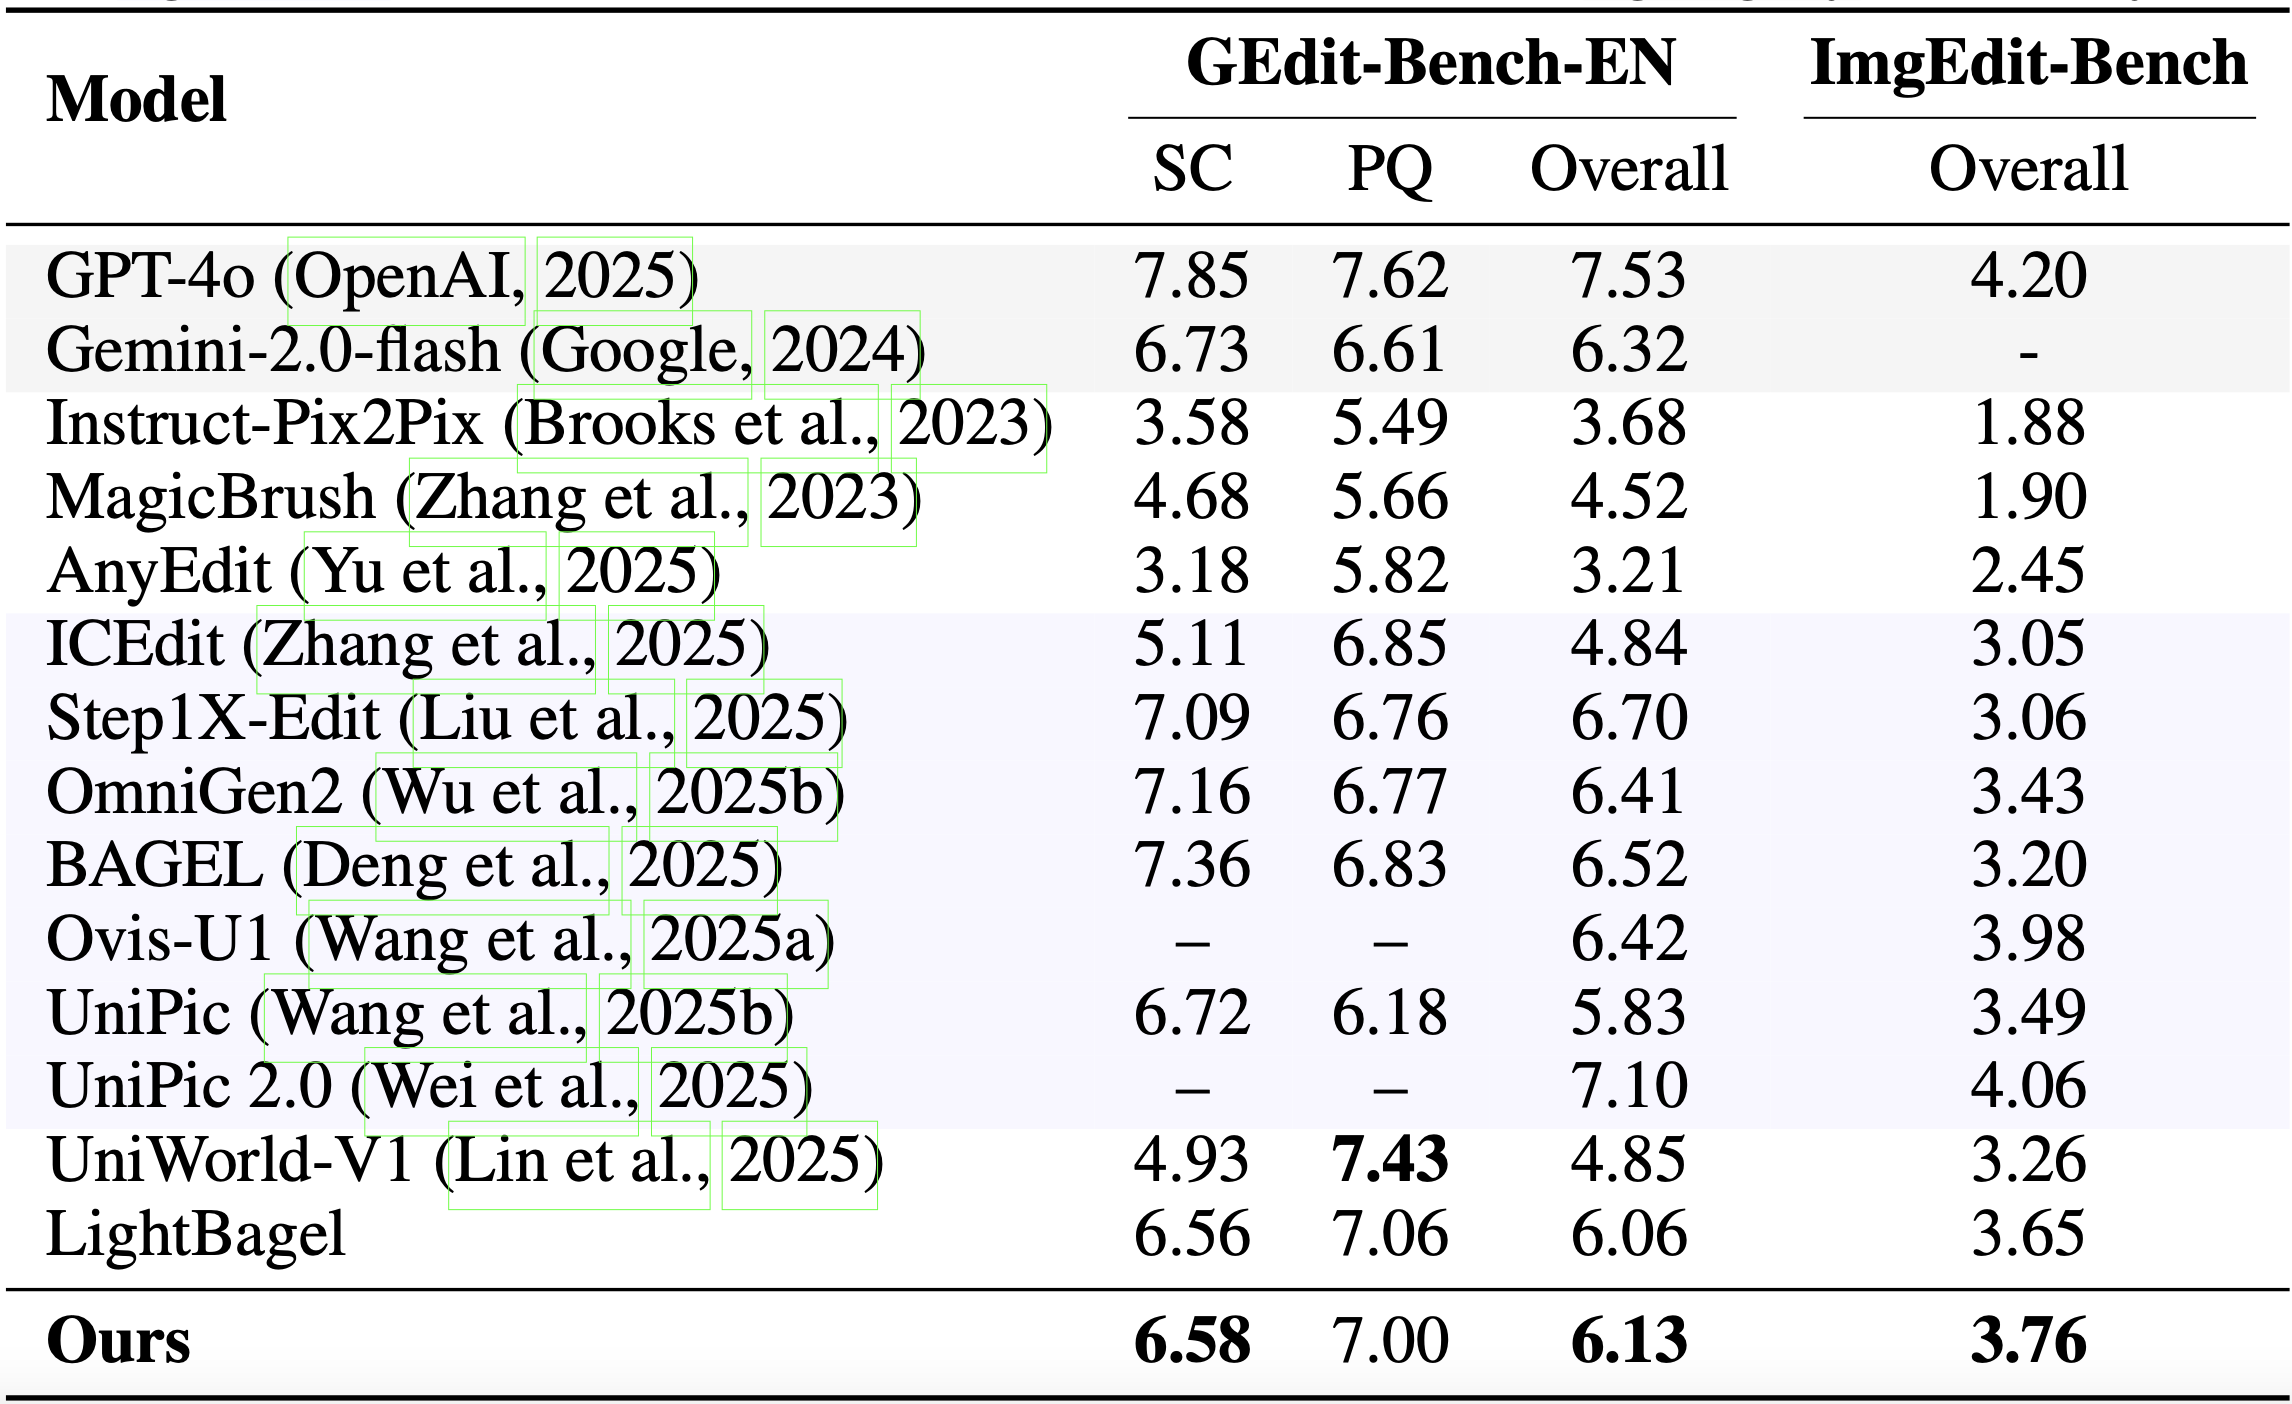 Model GEdit-Bench-EN ImgEdit-Bench
SC PQ Overall Overall
GPT-4o (OpenAI, 2025) 7.85 7.62 7.53 4.20
Gemini-2.0-flash (Google, 2024) 6.73 6.61 6.32 -
Instruct-Pix2Pix (Brooks et al., 2023) 3.58 5.49 3.68 1.88
MagicBrush (Zhang et al., 2023) 4.68 5.66 4.52 1.90
AnyEdit (Yu et al., 2025) 3.18 5.82 3.21 2.45
ICEdit (Zhang et al., 2025) 5.11 6.85 4.84 3.05
Step1X-Edit (Liu et al., 2025) 7.09 6.76 6.70 3.06
OmniGen2 (Wu et al., 2025b) 7.16 6.77 6.41 3.43
BAGEL (Deng et al., 2025) 7.36 6.83 6.52 3.20
Ovis-U1 (Wang et al., 2025a) – – 6.42 3.98
UniPic (Wang et al., 2025b) 6.72 6.18 5.83 3.49
UniPic 2.0 (Wei et al., 2025) – – 7.10 4.06
UniWorld-V1 (Lin et al., 2025) 4.93 7.43 4.85 3.26
LightBagel 6.56 7.06 6.06 3.65
Ours 6.58 7.00 6.13 3.76